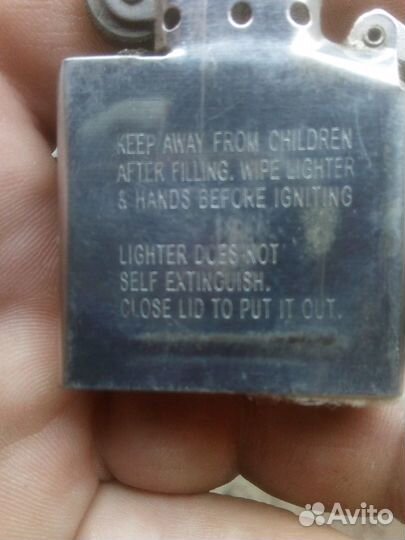 KEEP AWAY FROM CHILDREN
AFTER FILLING. WIPE LIGHTER
& HANDS BEFORE IGNITING
LIGHTER DOES NOT
SELF EXTINGUISH.
CLOSE LID TO PUT IT OUT.
Avito